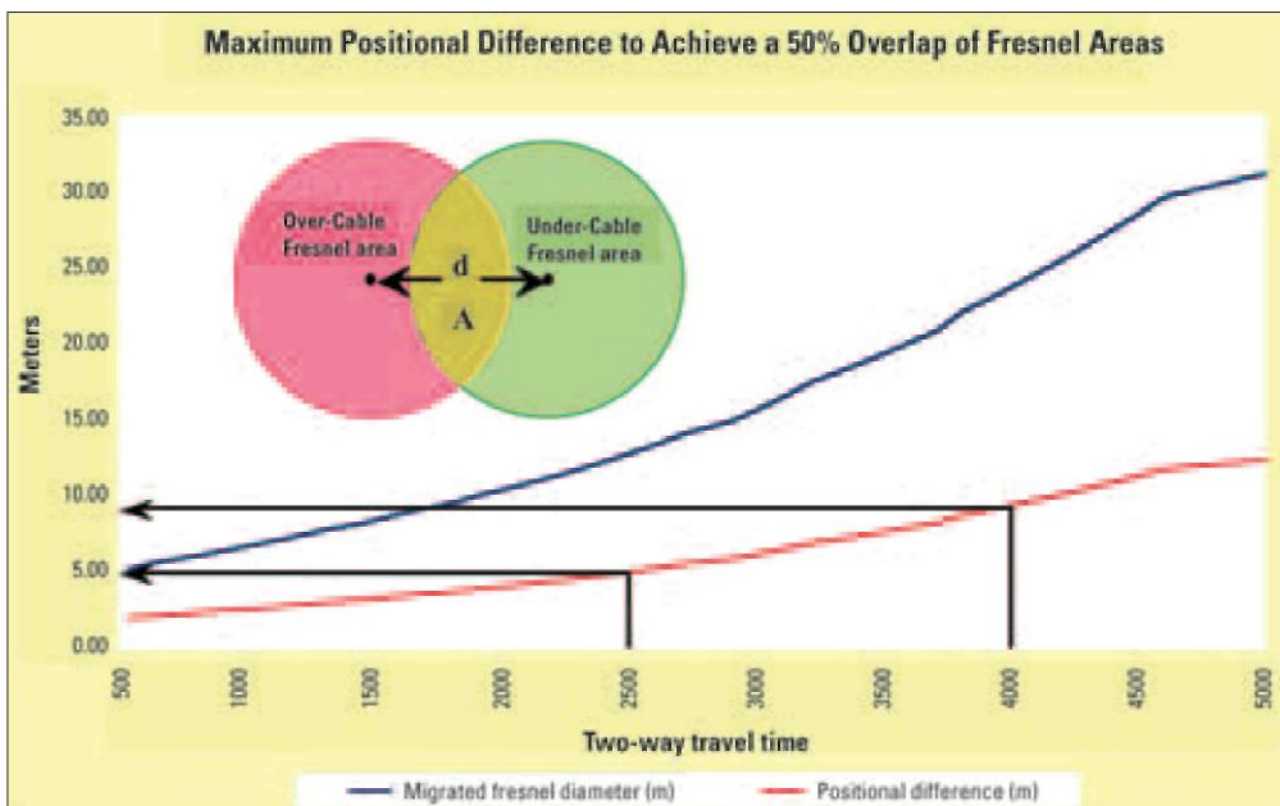 Maximum Positional Difference to Achieve a 50% Overlap of Fresnel Areas
35.00
30.00
25.00
20.00
15.00
10.00
5.00
0.00
Meters
Over-Cable
Fresnel area
Under-Cable
Fresnel area
d
A
500
1000
1500
2000
2500
3000
3500
4000
4500
5000
Two-way travel time
Migrated fresnel diameter (m)
Positional difference (m)